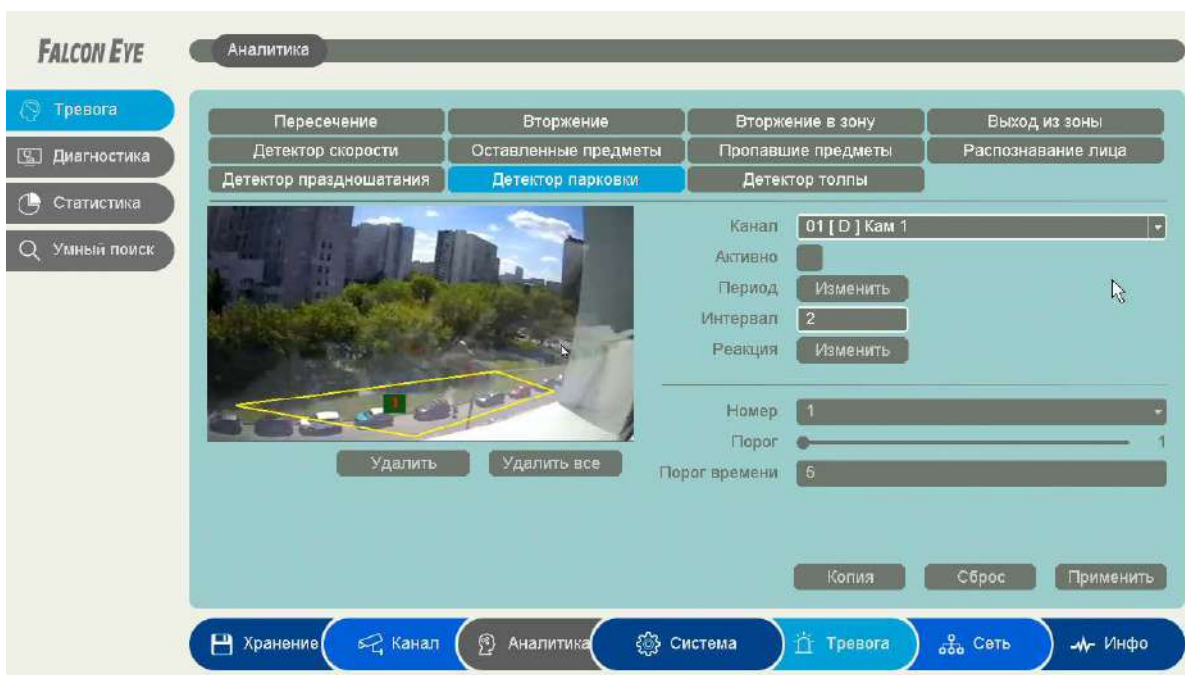 FALCON EYE
Аналитика
Тревога
Диагностика
Статистика
Умный поиск
Пересечение Вторжение Вторжение в зону Выход из зоны
Детектор скорости Оставленные предметы Пропавшие предметы Распознавание лица
Детектор праздношатания Детектор парковки Детектор толпы
Канал 01 [ D ] Кам 1
Активно
Период Изменить
Интервал 2
Реакция Изменить
1
Номер 1
Порог 1
Порог времени 5
Удалить Удалить все
Копия Сброс Применить
Хранение Канал Аналитика Система Тревога Сеть Инфо